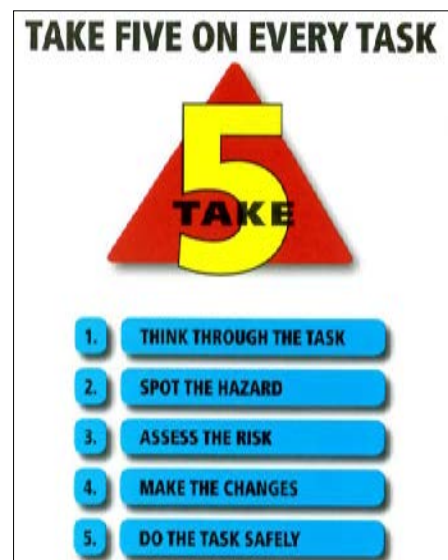 TAKE FIVE ON EVERY TASK
5
TAKE
1. THINK THROUGH THE TASK
2. SPOT THE HAZARD
3. ASSESS THE RISK
4. MAKE THE CHANGES
5. DO THE TASK SAFELY